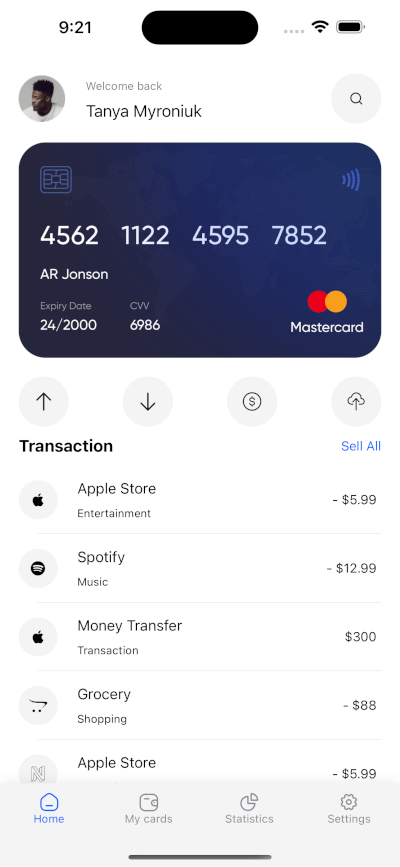 9:21
Welcome back
Tanya Myroniuk
4562 1122 4595 7852
AR Jonson
Expiry Date CVV
24/2000 6986
Mastercard
Transaction Sell All
Apple Store
Entertainment
- $5.99
Spotify
Music
- $12.99
Money Transfer
Transaction
$300
Grocery
Shopping
- $88
Apple Store
- $5.99
Home My cards Statistics Settings